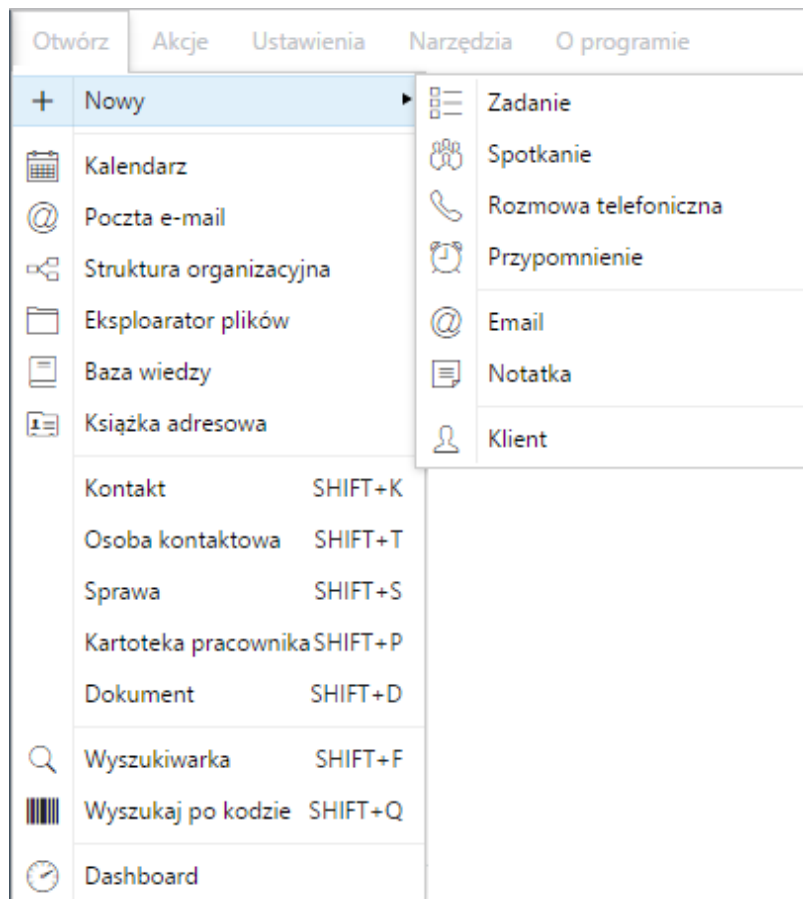 Otwórz Akcje Ustawienia Narzędzia O programie
Nowy
Kalendarz
Poczta e-mail
Struktura organizacyjna
Eksploarator plików
Baza wiedzy
Książka adresowa
Kontakt SHIFT+K
Osoba kontaktowa SHIFT+T
Sprawa SHIFT+S
Kartoteka pracownika SHIFT+P
Dokument SHIFT+D
Wyszukiwarka SHIFT+F
Wyszukaj po kodzie SHIFT+Q
Dashboard
Zadanie
Spotkanie
Rozmowa telefoniczna
Przypomnienie
Email
Notatka
Klient